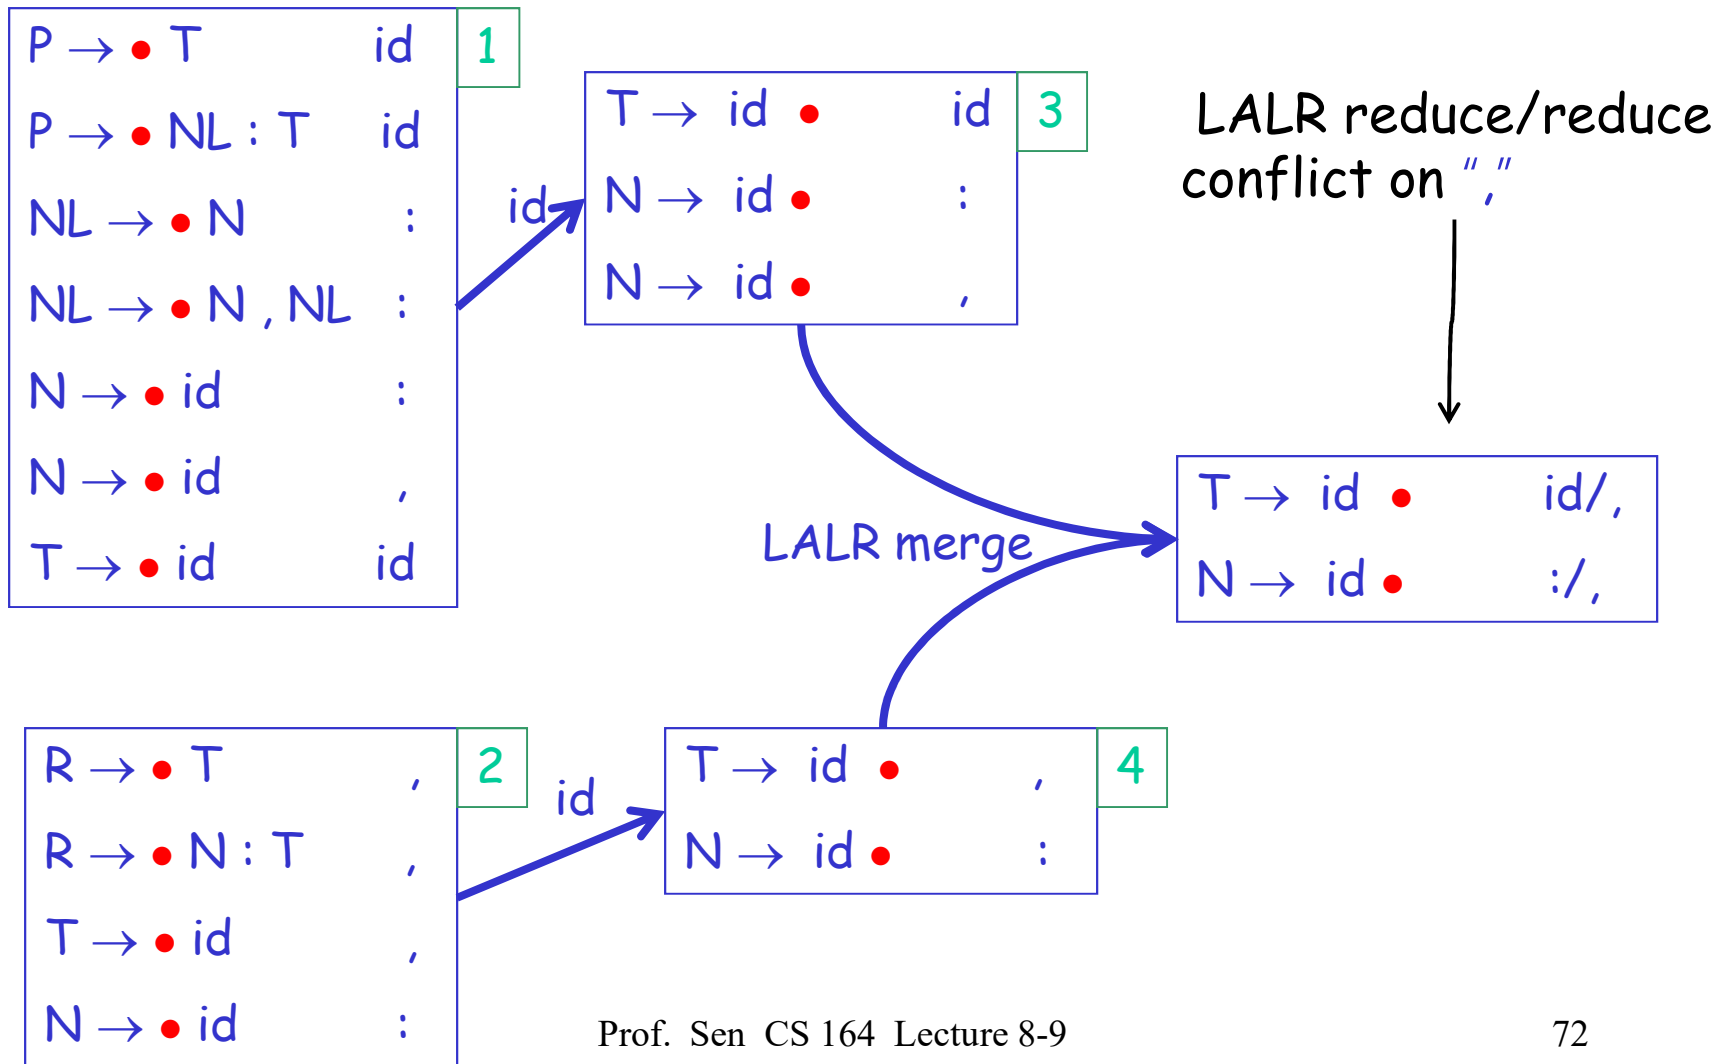 P → • T id
P → • NL : T id
NL → • N :
NL → • N , NL :
N → • id :
N → • id ,
T → • id id
1
id
T → id • id
N → id • :
N → id • ,
3
LALR reduce/reduce
conflict on ","
LALR merge
T → id • id/,
N → id • :/,
R → • T ,
R → • N : T ,
T → • id ,
N → • id :
2
id
T → id • ,
N → id • :
4
Prof. Sen CS 164 Lecture 8-9
72